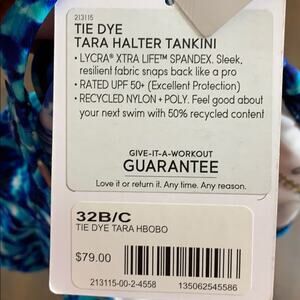 213115
TIE DYE
TARA HALTER TANKINI
• LYCRA® XTRA LIFE™ SPANDEX. Sleek,
resilient fabric snaps back like a pro
• RATED UPF 50+ (Excellent Protection)
• RECYCLED NYLON + POLY. Feel good about
your next swim with 50% recycled content
GIVE-IT-A-WORKOUT
GUARANTEE
Love it or return it. Any time. Any reason.
32B/C
TIE DYE TARA HBOBO
$79.00
213115-00-2-4558
135062545586